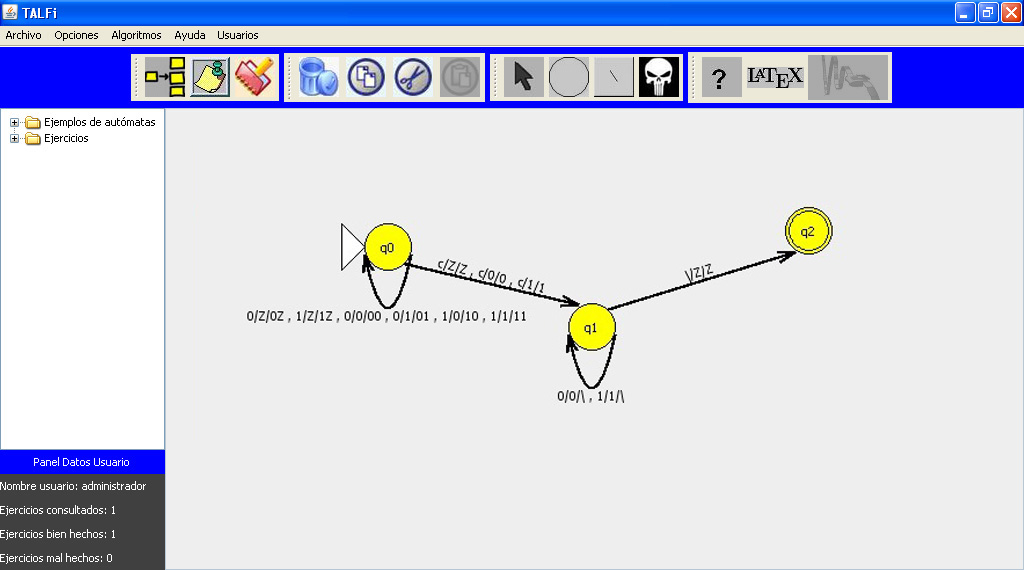 TALFi
Archivo Opciones Algoritmos Ayuda Usuarios
? LATEX
Ejemplos de autómatas
Ejercicios
q2
q0
c/Z/Z , c/0/0 , c/1/1
\/Z/Z
0/Z/0Z , 1/Z/1Z , 0/0/00 , 0/1/01 , 1/0/10 , 1/1/11
q1
0/0/\ , 1/1/\
Panel Datos Usuario
Nombre usuario: administrador
Ejercicios consultados: 1
Ejercicios bien hechos: 1
Ejercicios mal hechos: 0